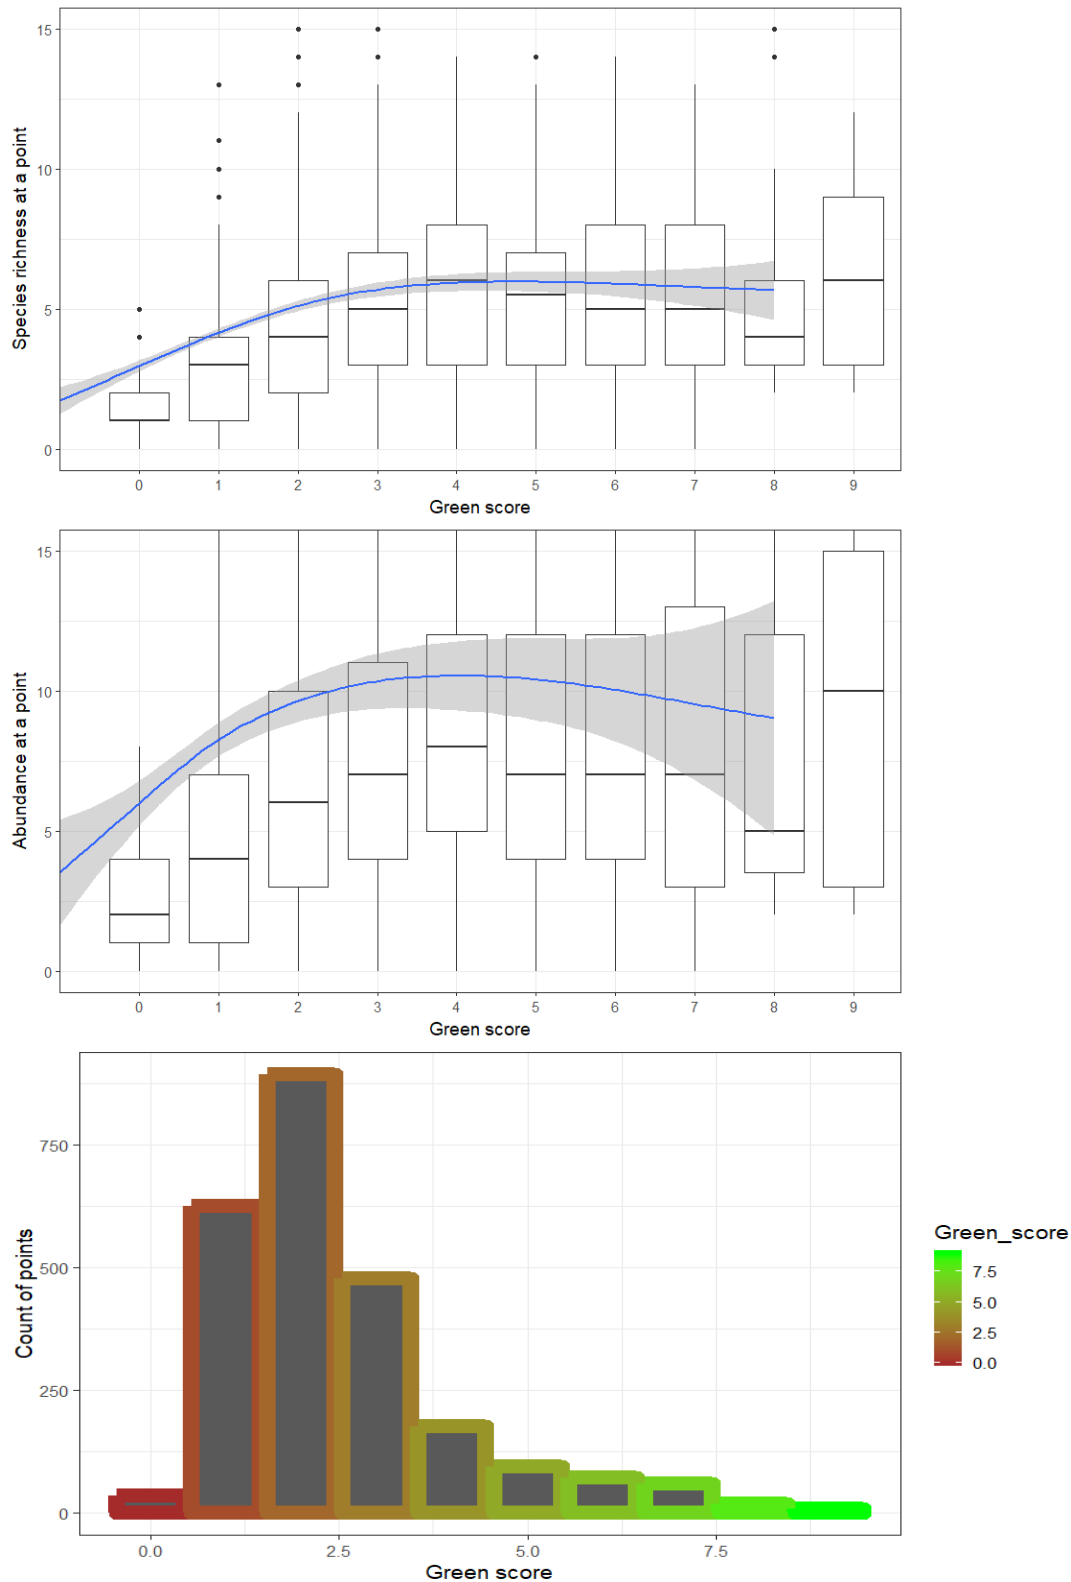 Species richness at a point
15
10
5
0
0 1 2 3 4 5 6 7 8 9
Green score
Abundance at a point
15
10
5
0
0 1 2 3 4 5 6 7 8 9
Green score
Count of points
750
500
250
0
0.0 2.5 5.0 7.5
Green score
Green_score
7.5
5.0
2.5
0.0